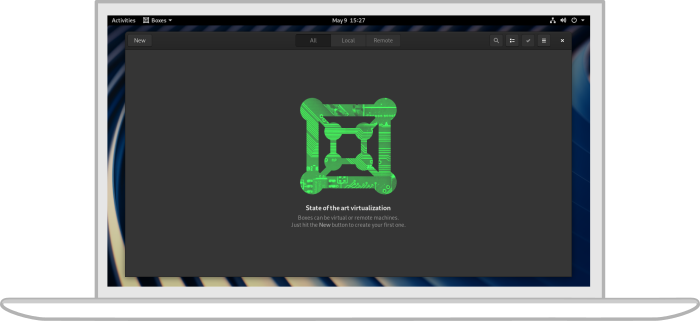 Activities Boxes May 9 15:27
New All Local Remote
State of the art virtualization
Boxes can be virtual or remote machines.
Just hit the New button to create your first one.